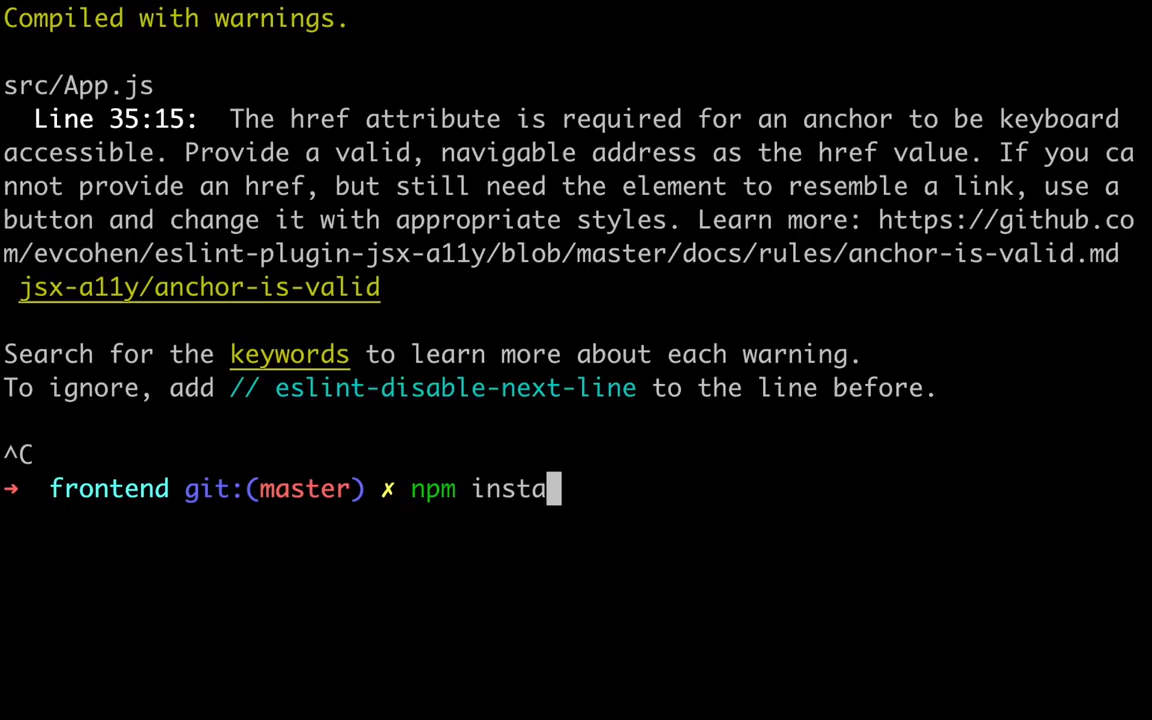 Compiled with warnings.
src/App.js
Line 35:15:  The href attribute is required for an anchor to be keyboard
accessible. Provide a valid, navigable address as the href value. If you ca
nnot provide an href, but still need the element to resemble a link, use a
button and change it with appropriate styles. Learn more: https://github.co
m/evcohen/eslint-plugin-jsx-a11y/blob/master/docs/rules/anchor-is-valid.md
jsx-a11y/anchor-is-valid
Search for the keywords to learn more about each warning.
To ignore, add // eslint-disable-next-line to the line before.
^C
➜  frontend git:(master) ✗ npm insta